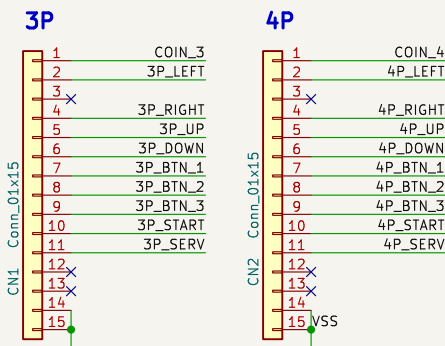 3P
1 COIN_3
2 3P_LEFT
3
4 3P_RIGHT
5 3P_UP
6 3P_DOWN
7 3P_BTN_1
8 3P_BTN_2
9 3P_BTN_3
10 3P_START
11 3P_SERV
12
13
14
15
CN1
Conn_01x15
4P
1 COIN_4
2 4P_LEFT
3
4 4P_RIGHT
5 4P_UP
6 4P_DOWN
7 4P_BTN_1
8 4P_BTN_2
9 4P_BTN_3
10 4P_START
11 4P_SERV
12
13
14
15 VSS
CN2
Conn_01x15